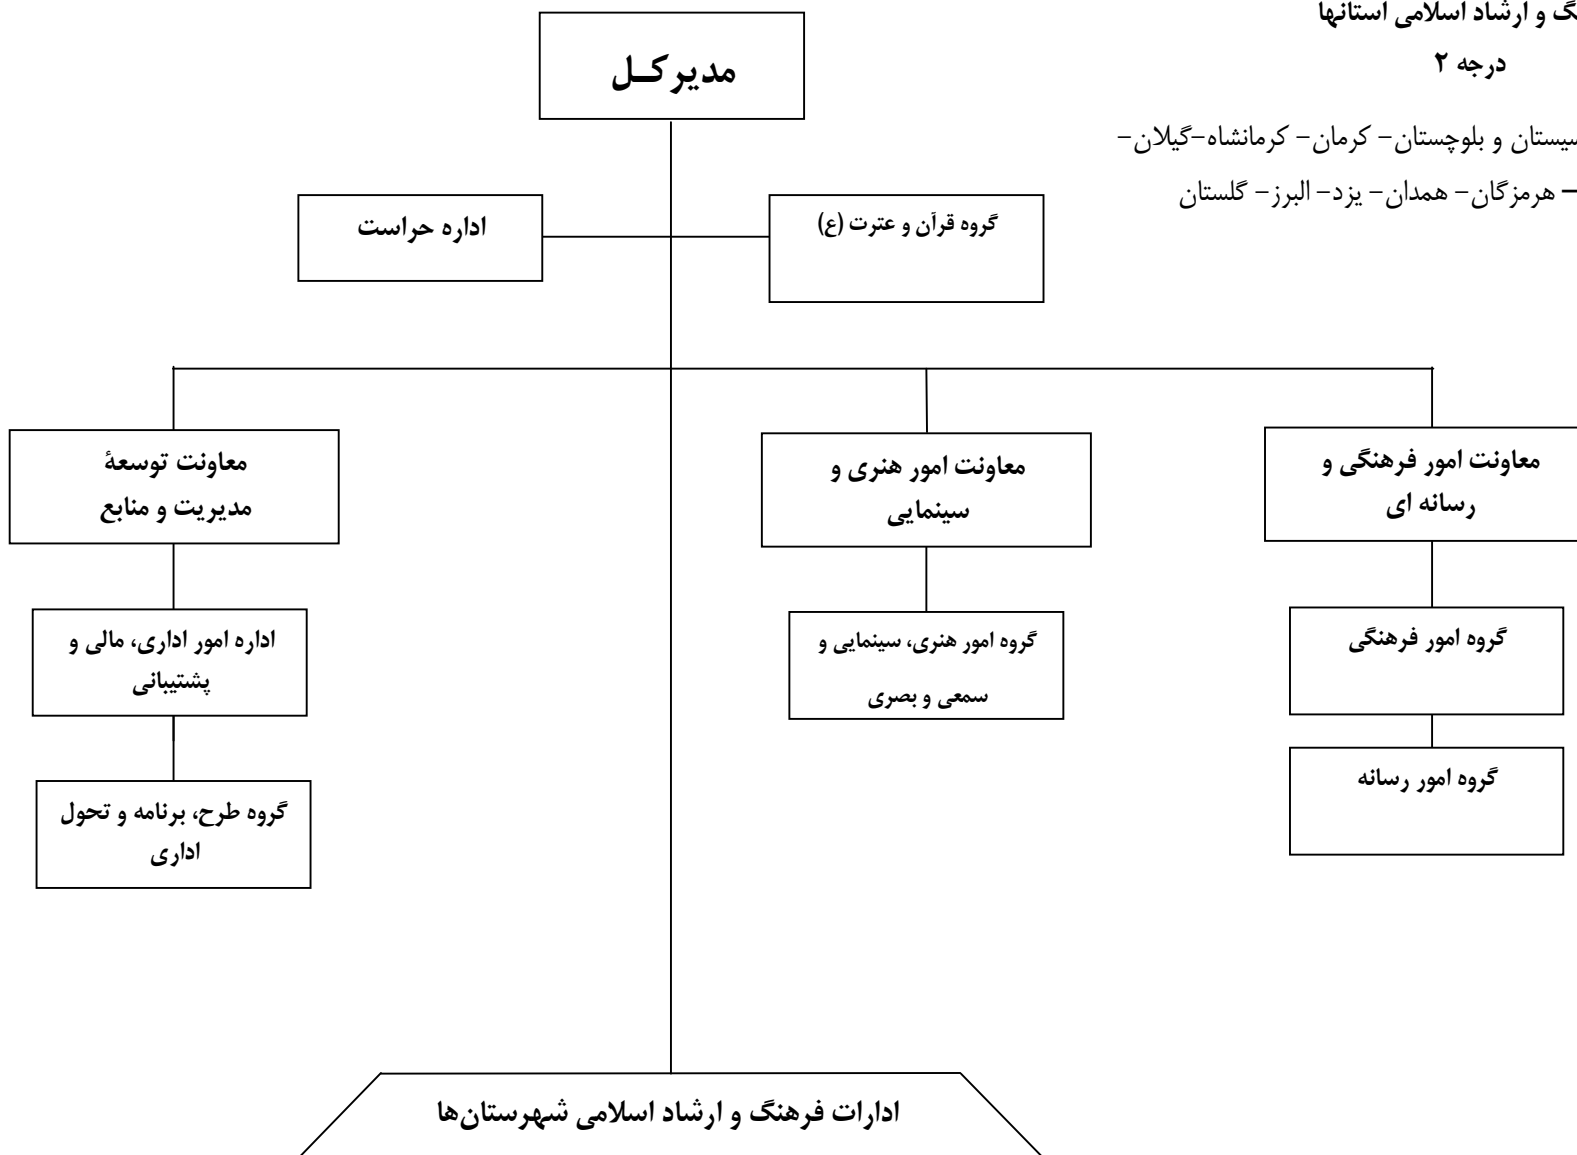 و ارشاد اسلامی استانها
درجه ۲
سیستان و بلوچستان- کرمان- کرمانشاه-گیلان-
– هرمزگان- همدان- یزد- البرز- گلستان
مدیر کـل
گروه قرآن و عترت (ع)
اداره حراست
معاونت امور فرهنگی و
رسانه ای
معاونت امور هنری و
سینمایی
معاونت توسعهٔ
مدیریت و منابع
گروه امور فرهنگی
گروه امور هنری، سینمایی و
سمعی و بصری
اداره امور اداری، مالی و
پشتیبانی
گروه امور رسانه
گروه طرح، برنامه و تحول
اداری
ادارات فرهنگ و ارشاد اسلامی شهرستان‌ها